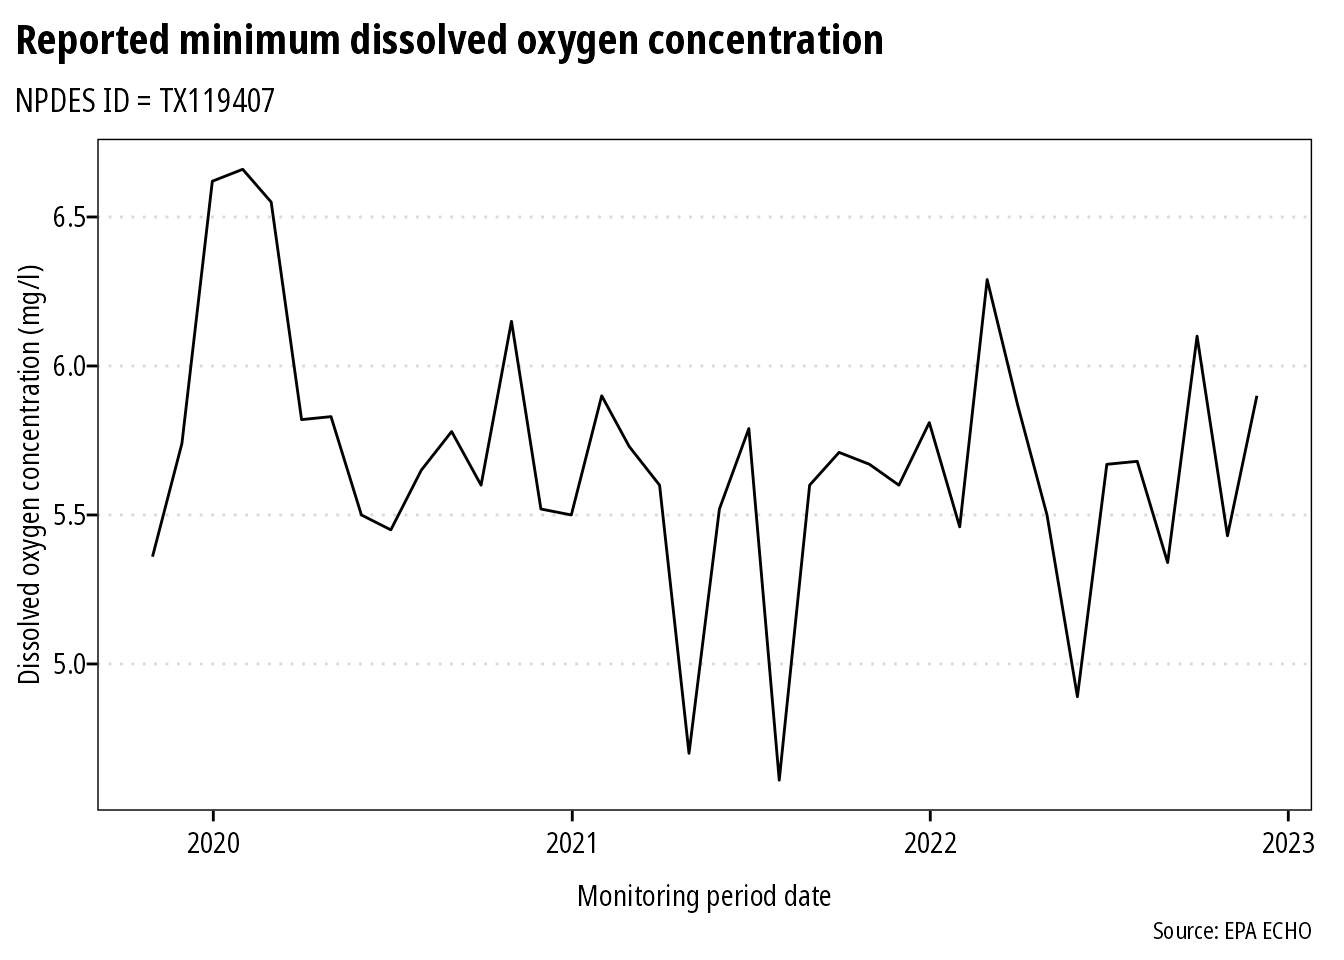 Reported minimum dissolved oxygen concentration
NPDES ID = TX119407
Dissolved oxygen concentration (mg/l)
6.5
6.0
5.5
5.0
2020
2021
2022
2023
Monitoring period date
Source: EPA ECHO